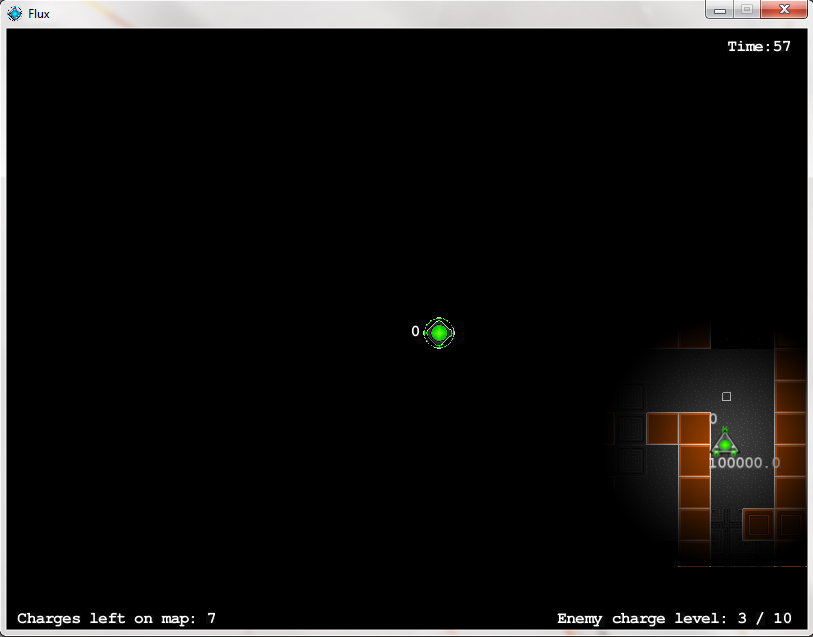 Flux
Time:57
0
0
100000.0
Charges left on map: 7
Enemy charge level: 3 / 10